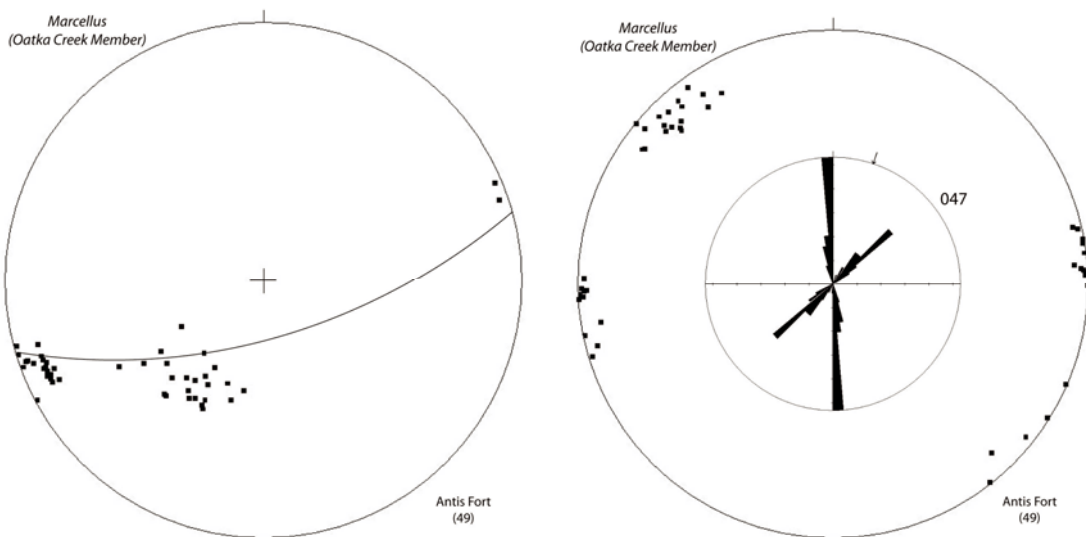 Marcellus
(Oatka Creek Member)
Antis Fort
(49)
Marcellus
(Oatka Creek Member)
047
Antis Fort
(49)